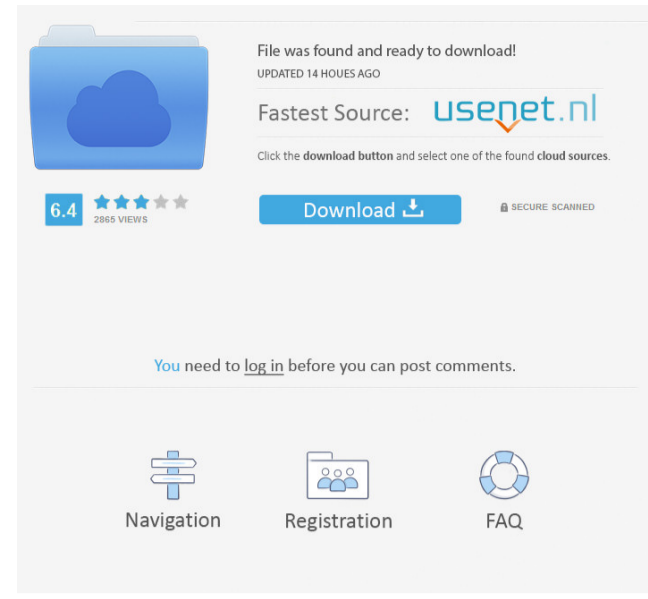 File was found and ready to download!
UPDATED 14 HOUES AGO
Fastest Source: usenet.nl
Click the download button and select one of the found cloud sources.
6.4
2865 VIEWS
Download
SECURE SCANNED
You need to log in before you can post comments.
Navigation
Registration
FAQ